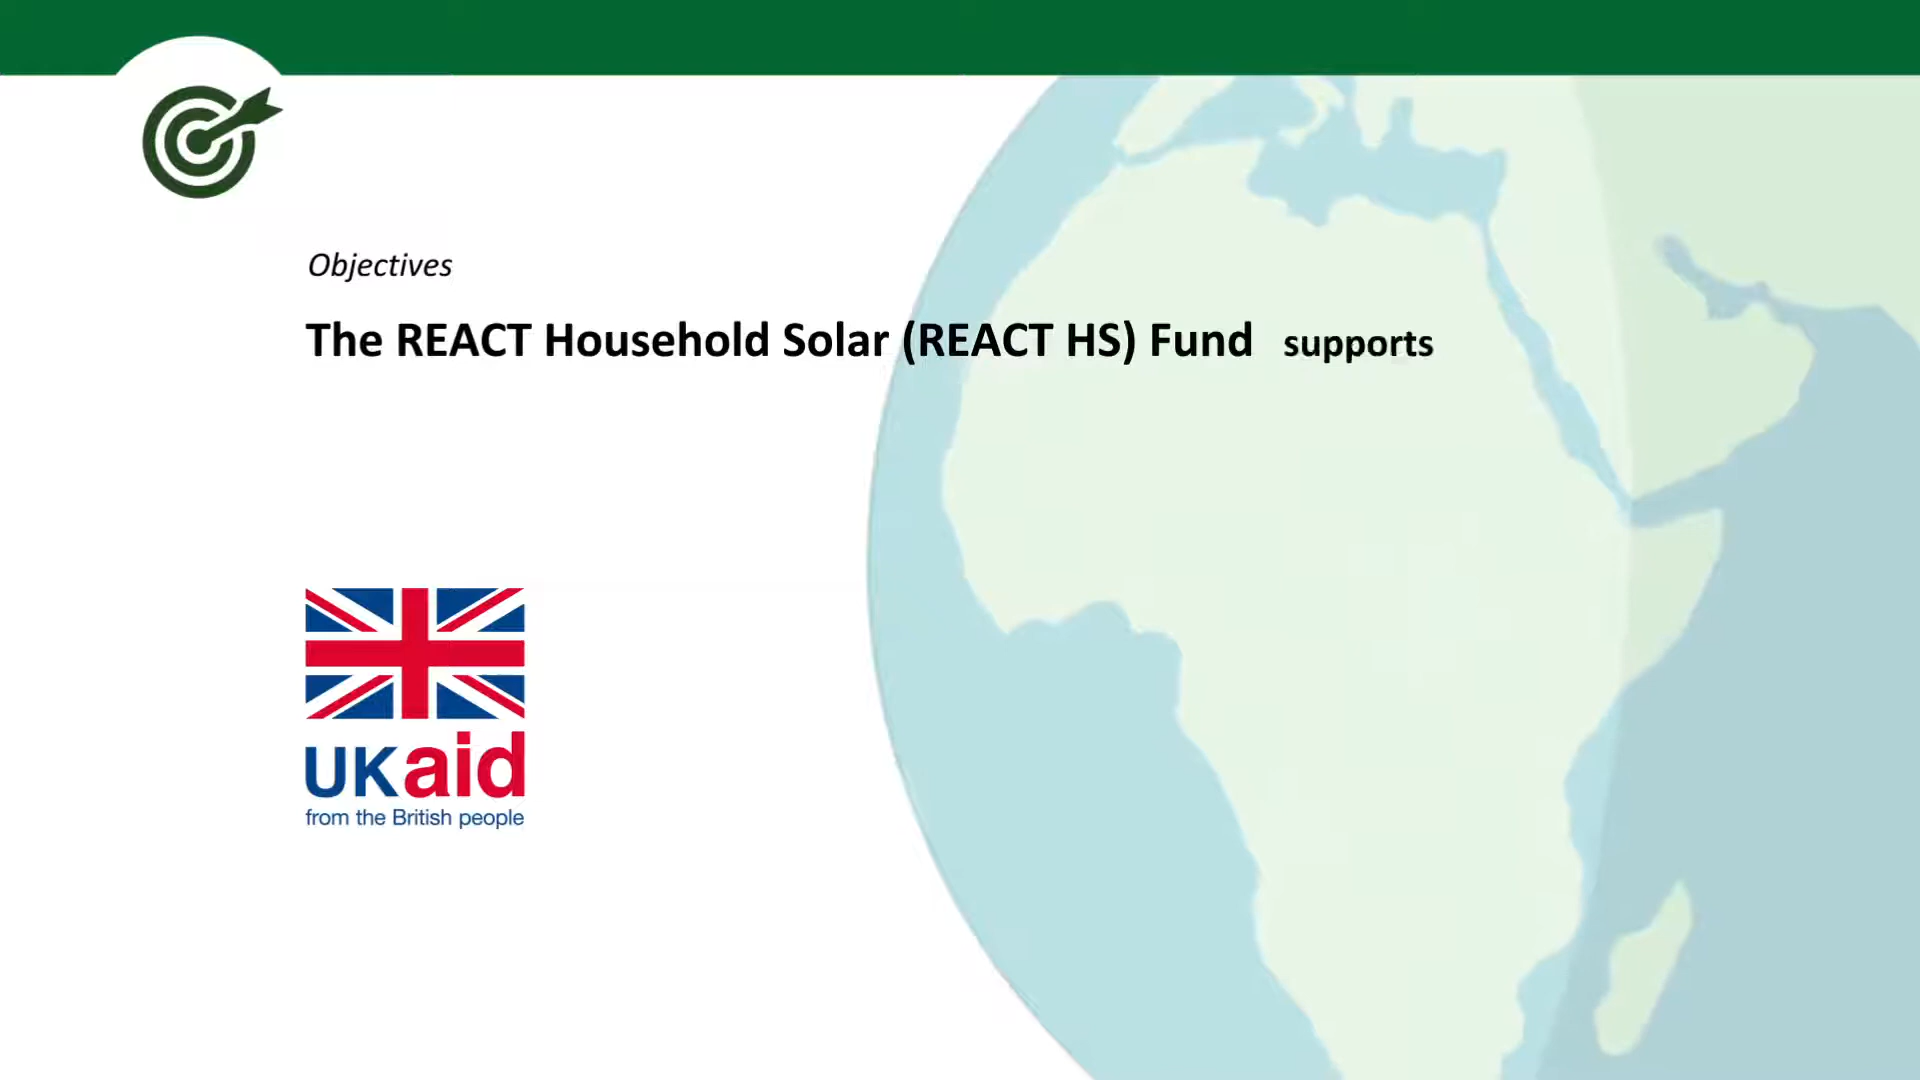 Objectives
The REACT Household Solar (REACT HS) Fund supports
UKaid
from the British people